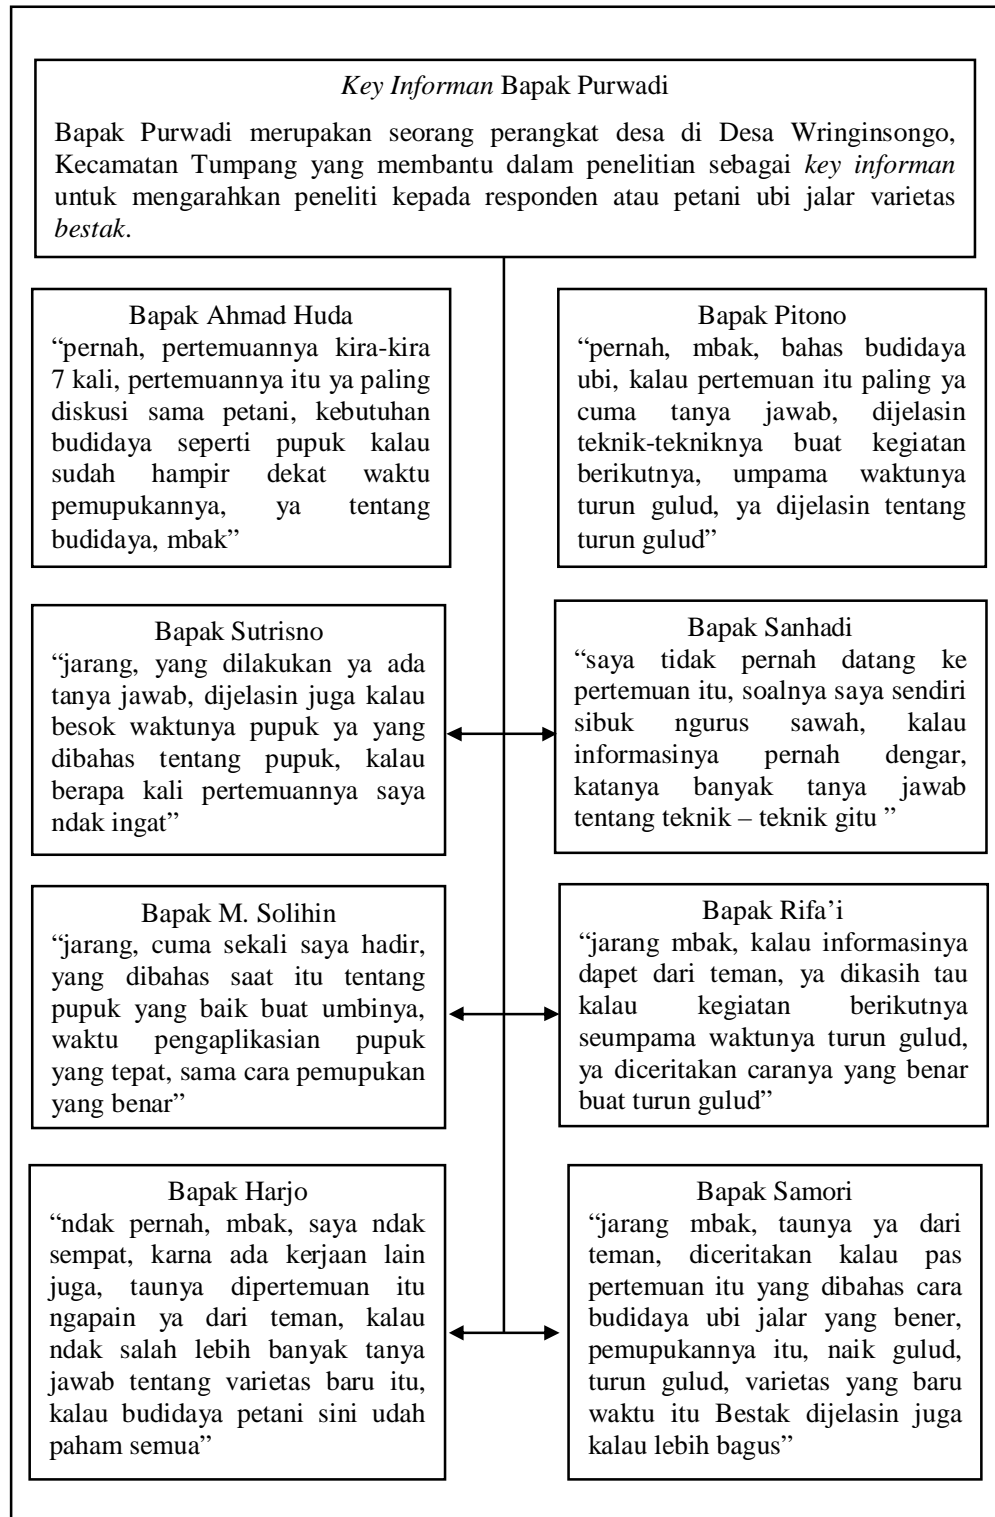 Key Informan Bapak Purwadi
Bapak Purwadi merupakan seorang perangkat desa di Desa Wringinsongo,
Kecamatan Tumpang yang membantu dalam penelitian sebagai key informan
untuk mengarahkan peneliti kepada responden atau petani ubi jalar varietas
bestak.
Bapak Ahmad Huda
“pernah, pertemuannya kira-kira
7 kali, pertemuannya itu ya paling
diskusi sama petani, kebutuhan
budidaya seperti pupuk kalau
sudah hampir dekat waktu
pemupukannya, ya tentang
budidaya, mbak”
Bapak Pitono
“pernah, mbak, bahas budidaya
ubi, kalau pertemuan itu paling ya
cuma tanya jawab, dijelasin
teknik-tekniknya buat kegiatan
berikutnya, umpama waktunya
turun gulud, ya dijelasin tentang
turun gulud”
Bapak Sutrisno
“jarang, yang dilakukan ya ada
tanya jawab, dijelasin juga kalau
besok waktunya pupuk ya yang
dibahas tentang pupuk, kalau
berapa kali pertemuannya saya
ndak ingat”
Bapak Sanhadi
“saya tidak pernah datang ke
pertemuan itu, soalnya saya sendiri
sibuk ngurus sawah, kalau
informasinya pernah dengar,
katanya banyak tanya jawab
tentang teknik – teknik gitu ”
Bapak M. Solihin
“jarang, cuma sekali saya hadir,
yang dibahas saat itu tentang
pupuk yang baik buat umbinya,
waktu pengaplikasian pupuk
yang tepat, sama cara pemupukan
yang benar”
Bapak Rifa’i
“jarang mbak, kalau informasinya
dapet dari teman, ya dikasih tau
kalau kegiatan berikutnya
seumpama waktunya turun gulud,
ya diceritakan caranya yang benar
buat turun gulud”
Bapak Harjo
“ndak pernah, mbak, saya ndak
sempat, karna ada kerjaan lain
juga, taunya dipertemuan itu
ngapain ya dari teman, kalau
ndak salah lebih banyak tanya
jawab tentang varietas baru itu,
kalau budidaya petani sini udah
paham semua”
Bapak Samori
“jarang mbak, taunya ya dari
teman, diceritakan kalau pas
pertemuan itu yang dibahas cara
budidaya ubi jalar yang bener,
pemupukannya itu, naik gulud,
turun gulud, varietas yang baru
waktu itu Bestak dijelasin juga
kalau lebih bagus”